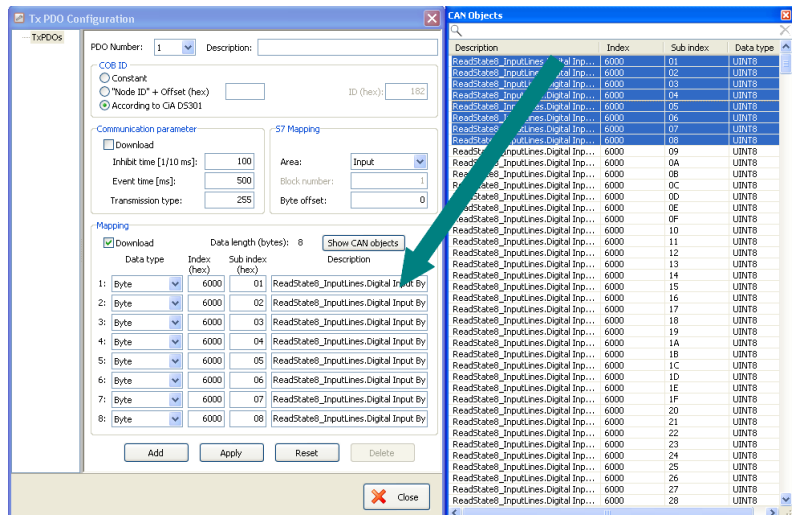 Tx PDO Configuration
TxPDOs
PDO Number: 1 Description:
COB ID
Constant
"Node ID" + Offset (hex) ID (hex): 182
According to CiA DS301
Communication parameter
Download
Inhibit time [1/10 ms]: 100
Event time [ms]: 500
Transmission type: 255
S7 Mapping
Area: Input
Block number: 1
Byte offset: 0
Mapping
Download Data length (bytes): 8 Show CAN objects
Data type Index (hex) Sub index (hex) Description
1: Byte 6000 01 ReadState8_InputLines.Digital Input By
2: Byte 6000 02 ReadState8_InputLines.Digital Input By
3: Byte 6000 03 ReadState8_InputLines.Digital Input By
4: Byte 6000 04 ReadState8_InputLines.Digital Input By
5: Byte 6000 05 ReadState8_InputLines.Digital Input By
6: Byte 6000 06 ReadState8_InputLines.Digital Input By
7: Byte 6000 07 ReadState8_InputLines.Digital Input By
8: Byte 6000 08 ReadState8_InputLines.Digital Input By
Add Apply Reset Delete
Close
CAN Objects
Description Index Sub index Data type
ReadState8_InputLines.Digital Inp... 6000 01 UINT8
ReadState8_InputLines.Digital Inp... 6000 02 UINT8
ReadState8_InputLines.Digital Inp... 6000 03 UINT8
ReadState8_InputLines.Digital Inp... 6000 04 UINT8
ReadState8_InputLines.Digital Inp... 6000 05 UINT8
ReadState8_InputLines.Digital Inp... 6000 06 UINT8
ReadState8_InputLines.Digital Inp... 6000 07 UINT8
ReadState8_InputLines.Digital Inp... 6000 08 UINT8
ReadState8_InputLines.Digital Inp... 6000 09 UINT8
ReadState8_InputLines.Digital Inp... 6000 0A UINT8
ReadState8_InputLines.Digital Inp... 6000 0B UINT8
ReadState8_InputLines.Digital Inp... 6000 0C UINT8
ReadState8_InputLines.Digital Inp... 6000 0D UINT8
ReadState8_InputLines.Digital Inp... 6000 0E UINT8
ReadState8_InputLines.Digital Inp... 6000 0F UINT8
ReadState8_InputLines.Digital Inp... 6000 10 UINT8
ReadState8_InputLines.Digital Inp... 6000 11 UINT8
ReadState8_InputLines.Digital Inp... 6000 12 UINT8
ReadState8_InputLines.Digital Inp... 6000 13 UINT8
ReadState8_InputLines.Digital Inp... 6000 14 UINT8
ReadState8_InputLines.Digital Inp... 6000 15 UINT8
ReadState8_InputLines.Digital Inp... 6000 16 UINT8
ReadState8_InputLines.Digital Inp... 6000 17 UINT8
ReadState8_InputLines.Digital Inp... 6000 18 UINT8
ReadState8_InputLines.Digital Inp... 6000 19 UINT8
ReadState8_InputLines.Digital Inp... 6000 1A UINT8
ReadState8_InputLines.Digital Inp... 6000 1B UINT8
ReadState8_InputLines.Digital Inp... 6000 1C UINT8
ReadState8_InputLines.Digital Inp... 6000 1D UINT8
ReadState8_InputLines.Digital Inp... 6000 1E UINT8
ReadState8_InputLines.Digital Inp... 6000 1F UINT8
ReadState8_InputLines.Digital Inp... 6000 20 UINT8
ReadState8_InputLines.Digital Inp... 6000 21 UINT8
ReadState8_InputLines.Digital Inp... 6000 22 UINT8
ReadState8_InputLines.Digital Inp... 6000 23 UINT8
ReadState8_InputLines.Digital Inp... 6000 24 UINT8
ReadState8_InputLines.Digital Inp... 6000 25 UINT8
ReadState8_InputLines.Digital Inp... 6000 26 UINT8
ReadState8_InputLines.Digital Inp... 6000 27 UINT8
ReadState8_InputLines.Digital Inp... 6000 28 UINT8